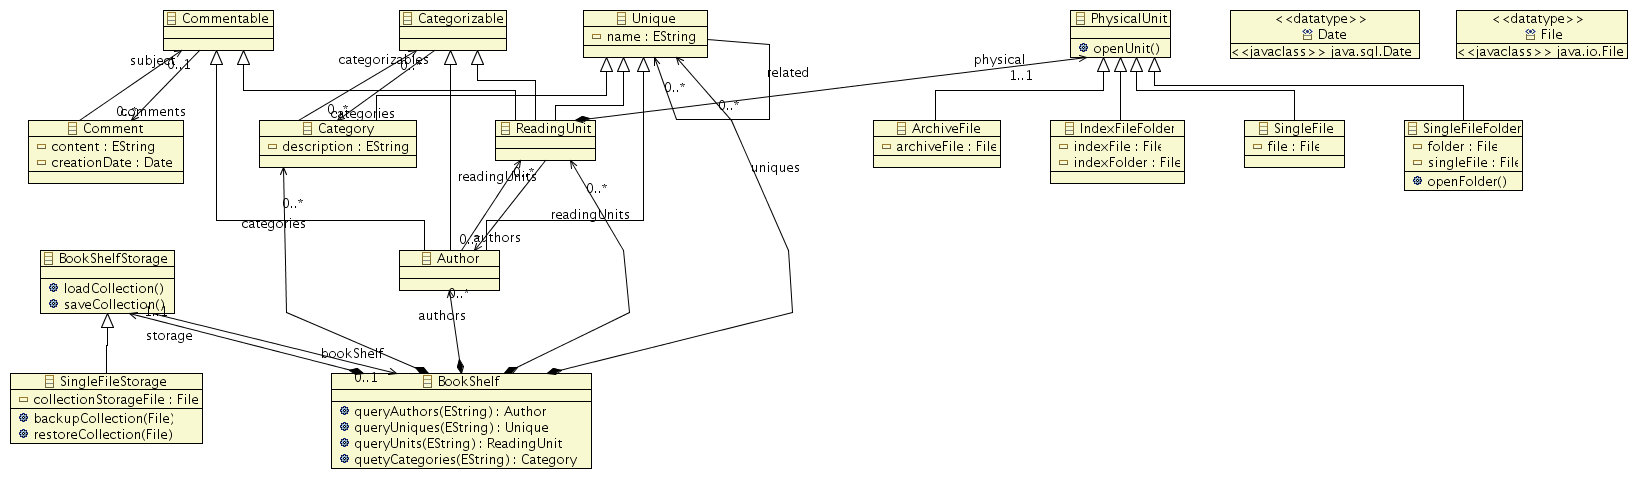 Commentable
Categorizable
Unique
name : EString
PhysicalUnit
openUnit()
<<datatype>>
Date
<<javaclass>> java.sql.Date
<<datatype>>
File
<<javaclass>> java.io.File
subject
0..1
categorizables
0..*
related
0..*
0..*
physical
1..1
0..*
comments
0..*
categories
Comment
content : EString
creationDate : Date
Category
description : EString
ReadingUnit
ArchiveFile
archiveFile : File
IndexFileFolder
indexFile : File
indexFolder : File
SingleFile
file : File
SingleFileFolder
folder : File
singleFile : File
openFolder()
readingUnits
0..*
uniques
0..*
readingUnits
0..*
categories
0..*
authors
BookShelfStorage
loadCollection()
saveCollection()
Author
0..*
authors
1..1
storage
bookShelf
0..1
SingleFileStorage
collectionStorageFile : File
backupCollection(File)
restoreCollection(File)
BookShelf
queryAuthors(EString) : Author
queryUniques(EString) : Unique
queryUnits(EString) : ReadingUnit
quetyCategories(EString) : Category